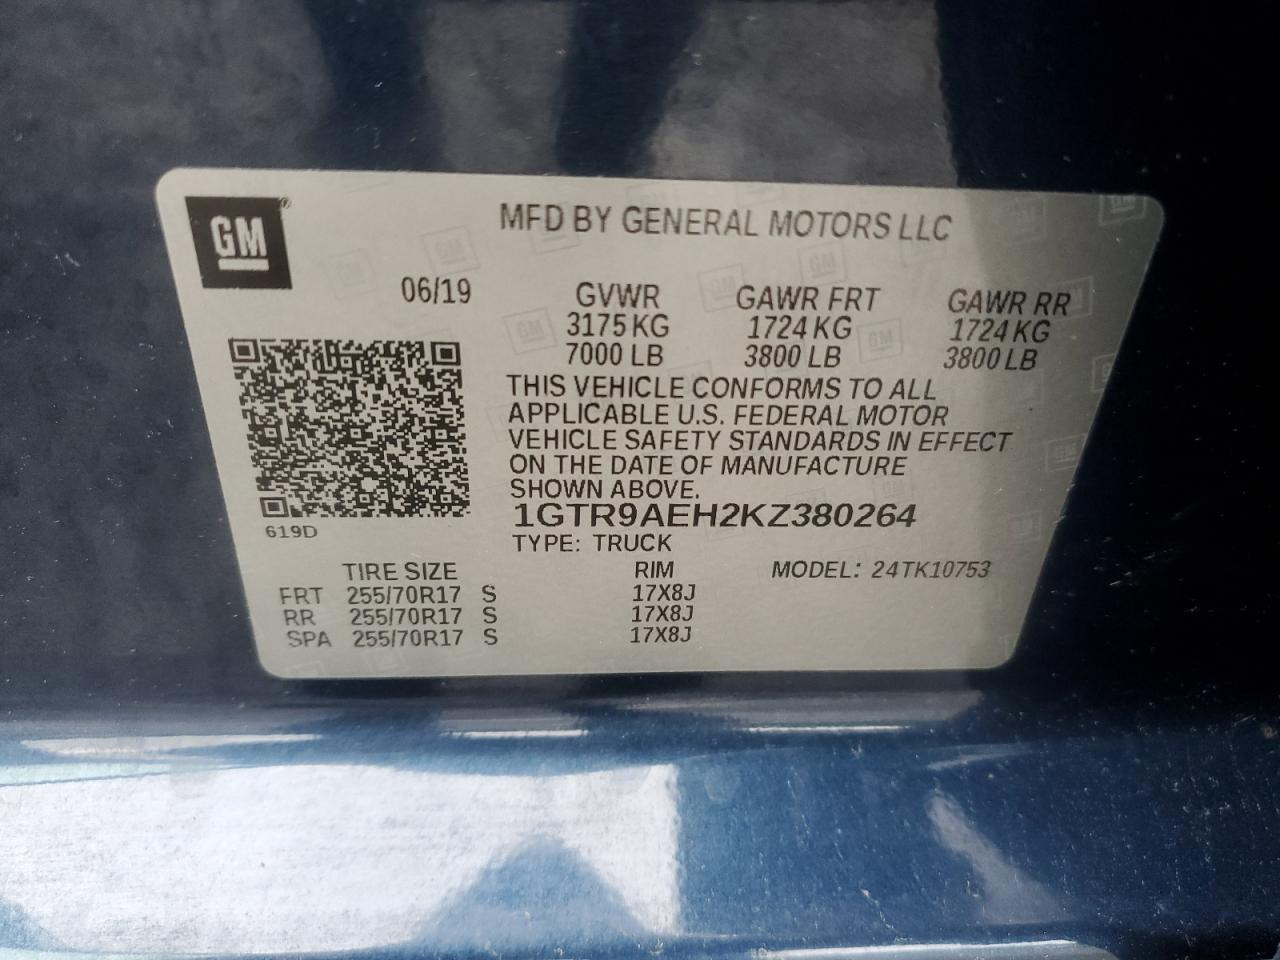 GM®
MFD BY GENERAL MOTORS LLC
06/19 GVWR GAWR FRT GAWR RR
3175 KG 1724 KG 1724 KG
7000 LB 3800 LB 3800 LB
THIS VEHICLE CONFORMS TO ALL
APPLICABLE U.S. FEDERAL MOTOR
VEHICLE SAFETY STANDARDS IN EFFECT
ON THE DATE OF MANUFACTURE
SHOWN ABOVE.
1GTR9AEH2KZ380264
619D
TYPE: TRUCK
TIRE SIZE RIM MODEL: 24TK10753
FRT 255/70R17 S 17X8J
RR 255/70R17 S 17X8J
SPA 255/70R17 S 17X8J